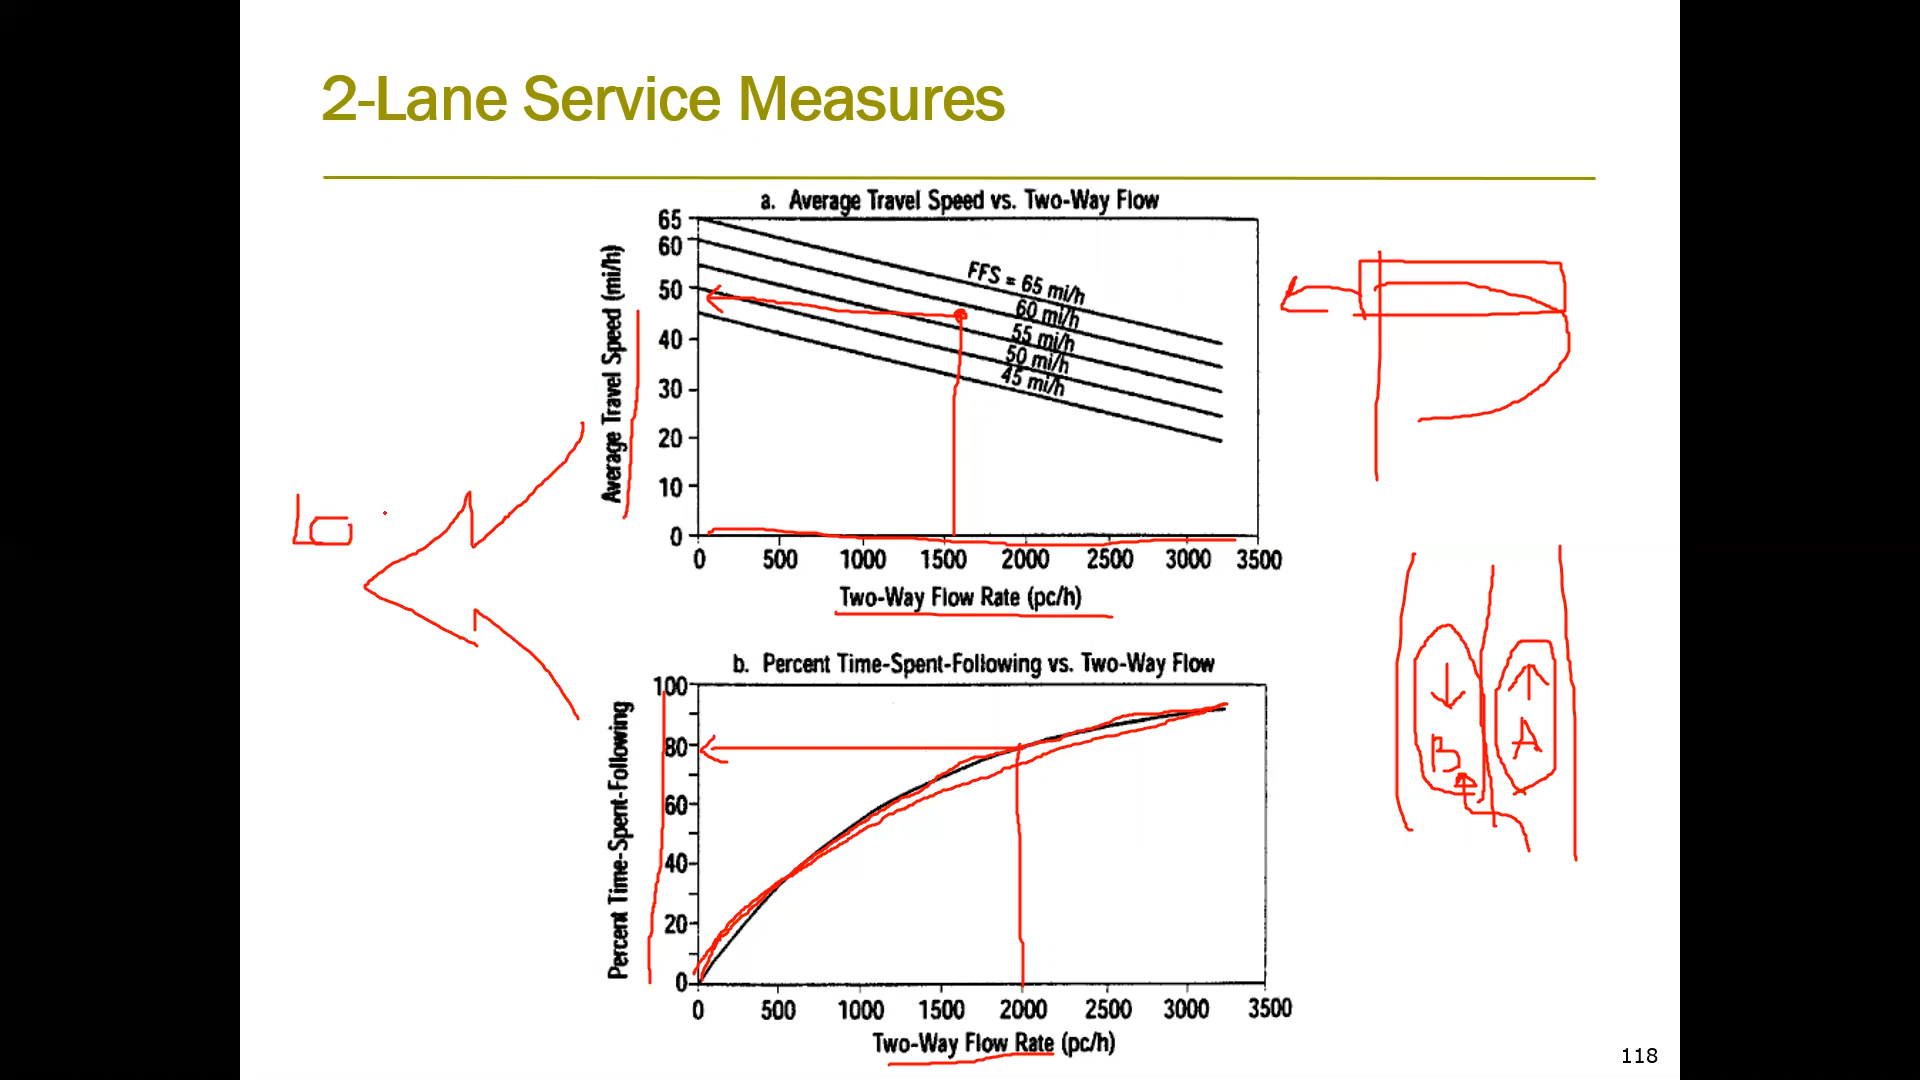 2-Lane Service Measures
a. Average Travel Speed vs. Two-Way Flow
Average Travel Speed (mi/h)
65
60
50
40
30
20
10
0
FFS = 65 mi/h
60 mi/h
55 mi/h
50 mi/h
45 mi/h
0 500 1000 1500 2000 2500 3000 3500
Two-Way Flow Rate (pc/h)
b. Percent Time-Spent-Following vs. Two-Way Flow
Percent Time-Spent-Following
100
80
60
40
20
0
0 500 1000 1500 2000 2500 3000 3500
Two-Way Flow Rate (pc/h)
B A
118